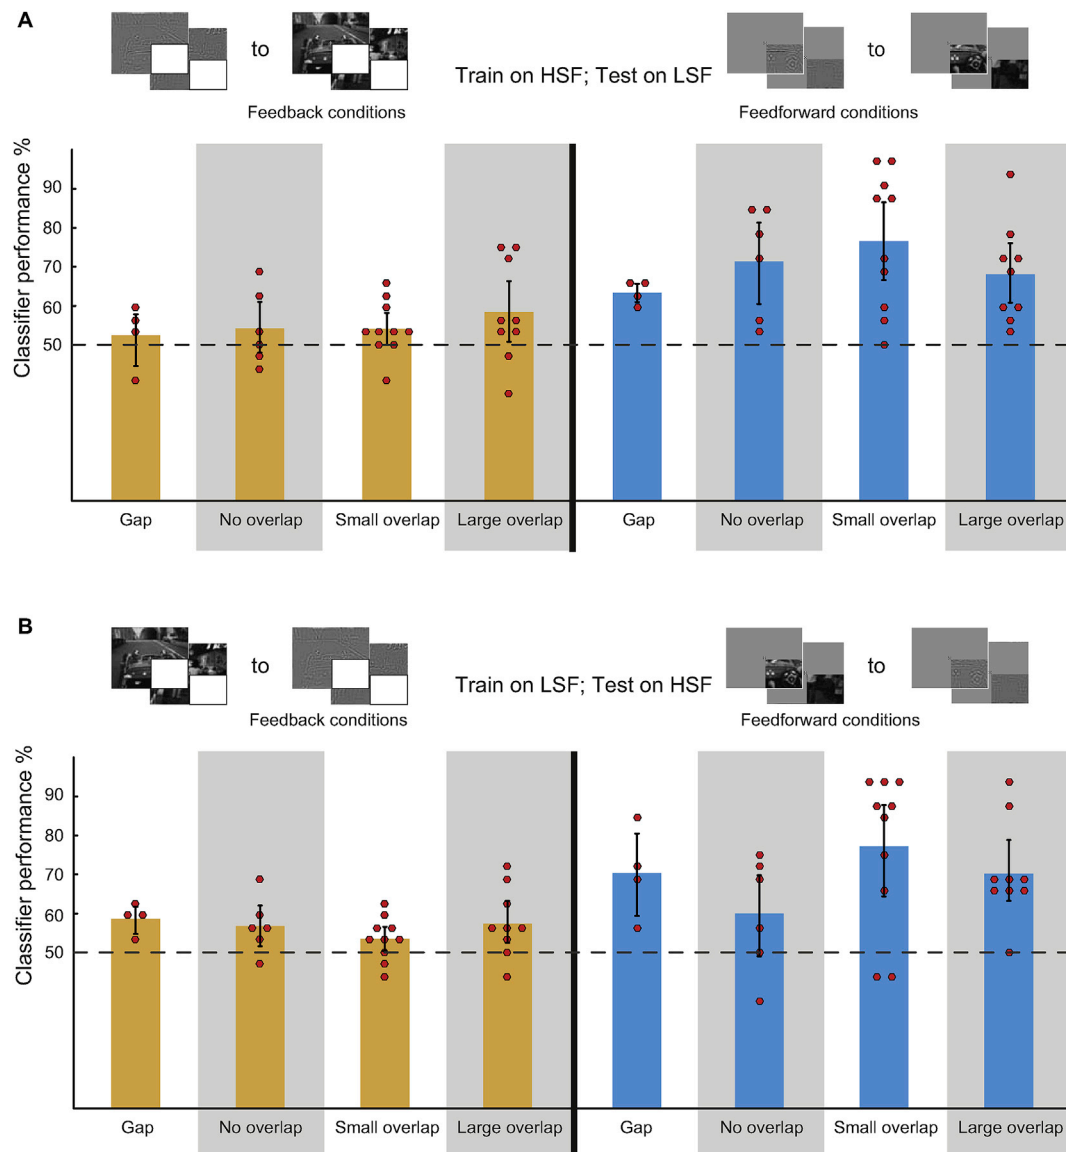 A
to
Train on HSF; Test on LSF
to
Feedback conditions
Feedforward conditions
Classifier performance %
90
80
70
60
50
Gap
No overlap
Small overlap
Large overlap
Gap
No overlap
Small overlap
Large overlap
B
to
Train on LSF; Test on HSF
to
Feedback conditions
Feedforward conditions
Classifier performance %
90
80
70
60
50
Gap
No overlap
Small overlap
Large overlap
Gap
No overlap
Small overlap
Large overlap